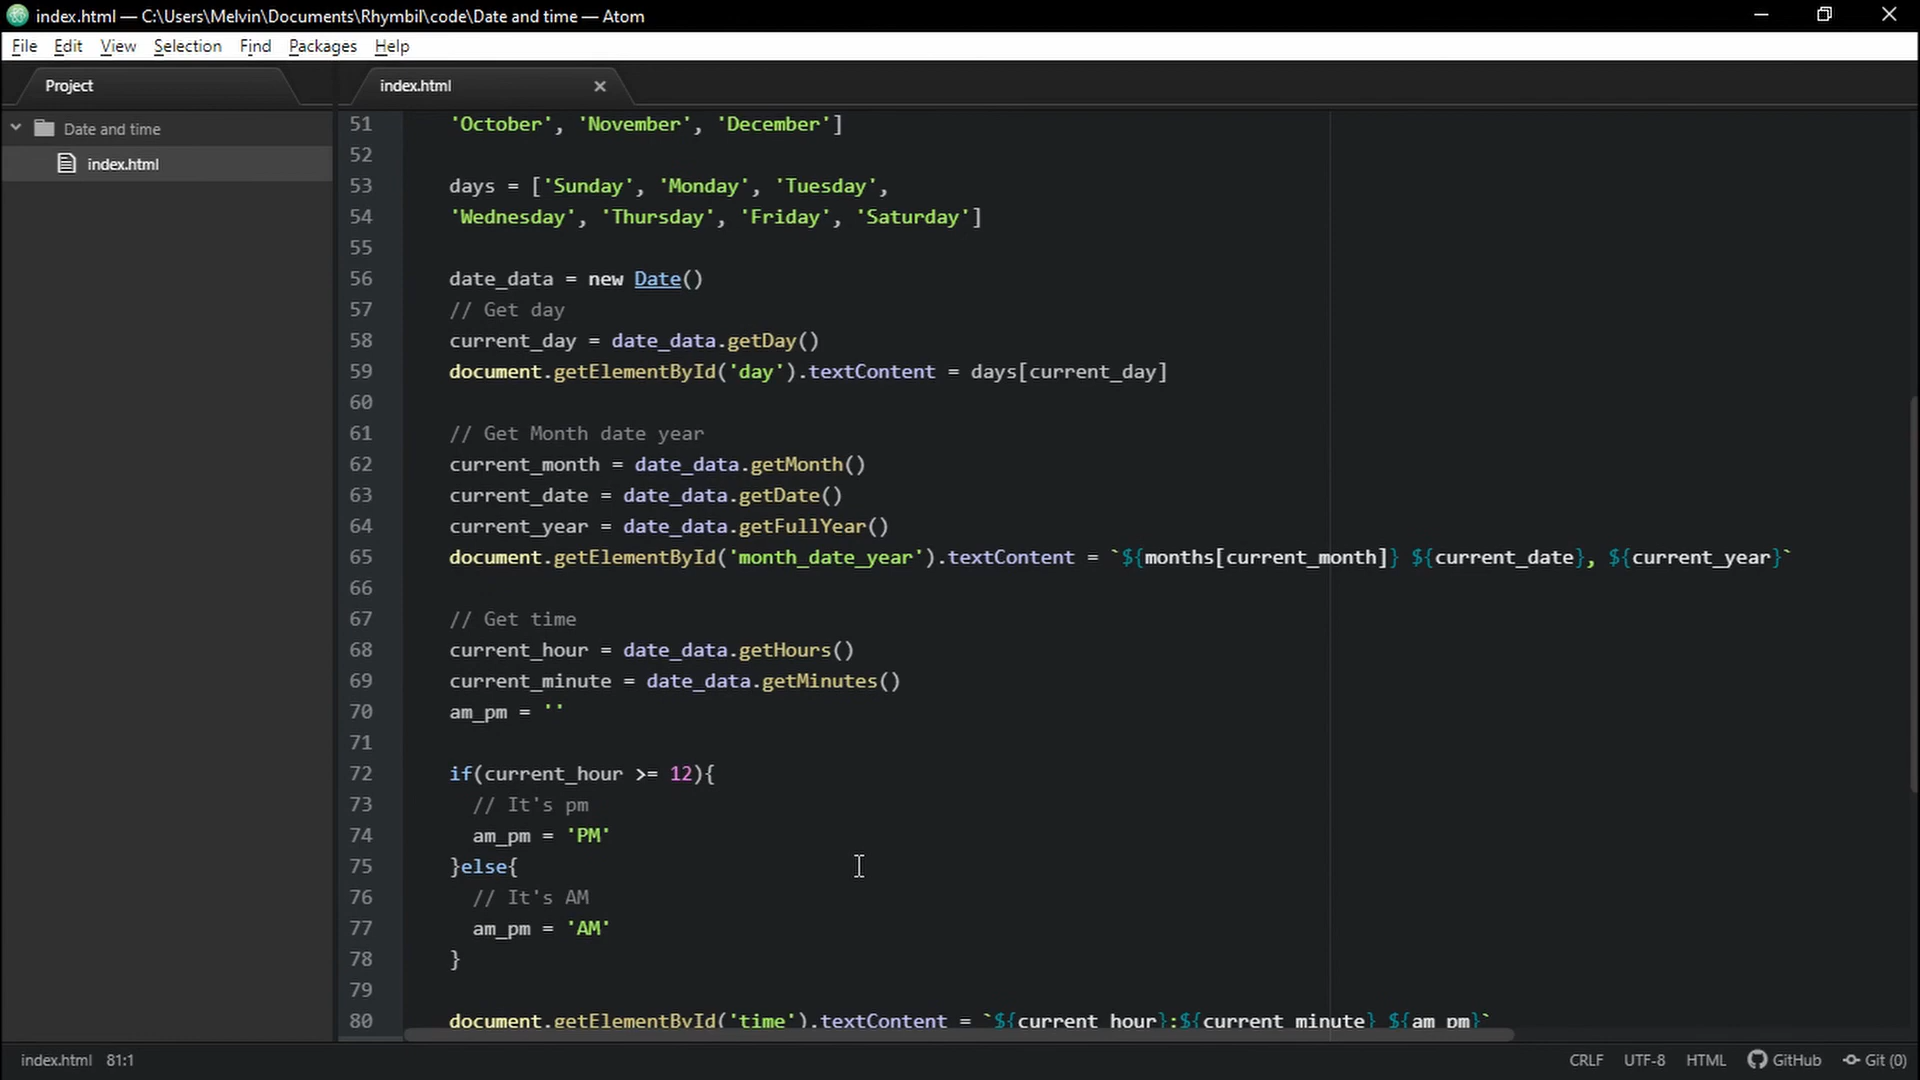 index.html — C:\Users\Melvin\Documents\Rhymbil\code\Date and time — Atom
File Edit View Selection Find Packages Help
Project
index.html
Date and time
index.html
51 'October', 'November', 'December']
52
53 days = ['Sunday', 'Monday', 'Tuesday',
54 'Wednesday', 'Thursday', 'Friday', 'Saturday']
55
56 date_data = new Date()
57 // Get day
58 current_day = date_data.getDay()
59 document.getElementById('day').textContent = days[current_day]
60
61 // Get Month date year
62 current_month = date_data.getMonth()
63 current_date = date_data.getDate()
64 current_year = date_data.getFullYear()
65 document.getElementById('month_date_year').textContent = `${months[current_month]} ${current_date}, ${current_year}`
66
67 // Get time
68 current_hour = date_data.getHours()
69 current_minute = date_data.getMinutes()
70 am_pm = ''
71
72 if(current_hour >= 12){
73 // It's pm
74 am_pm = 'PM'
75 }else{
76 // It's AM
77 am_pm = 'AM'
78 }
79
80 document.getElementById('time').textContent = `${current_hour}:${current_minute} ${am_pm}`
index.html 81:1
CRLF UTF-8 HTML GitHub Git (0)